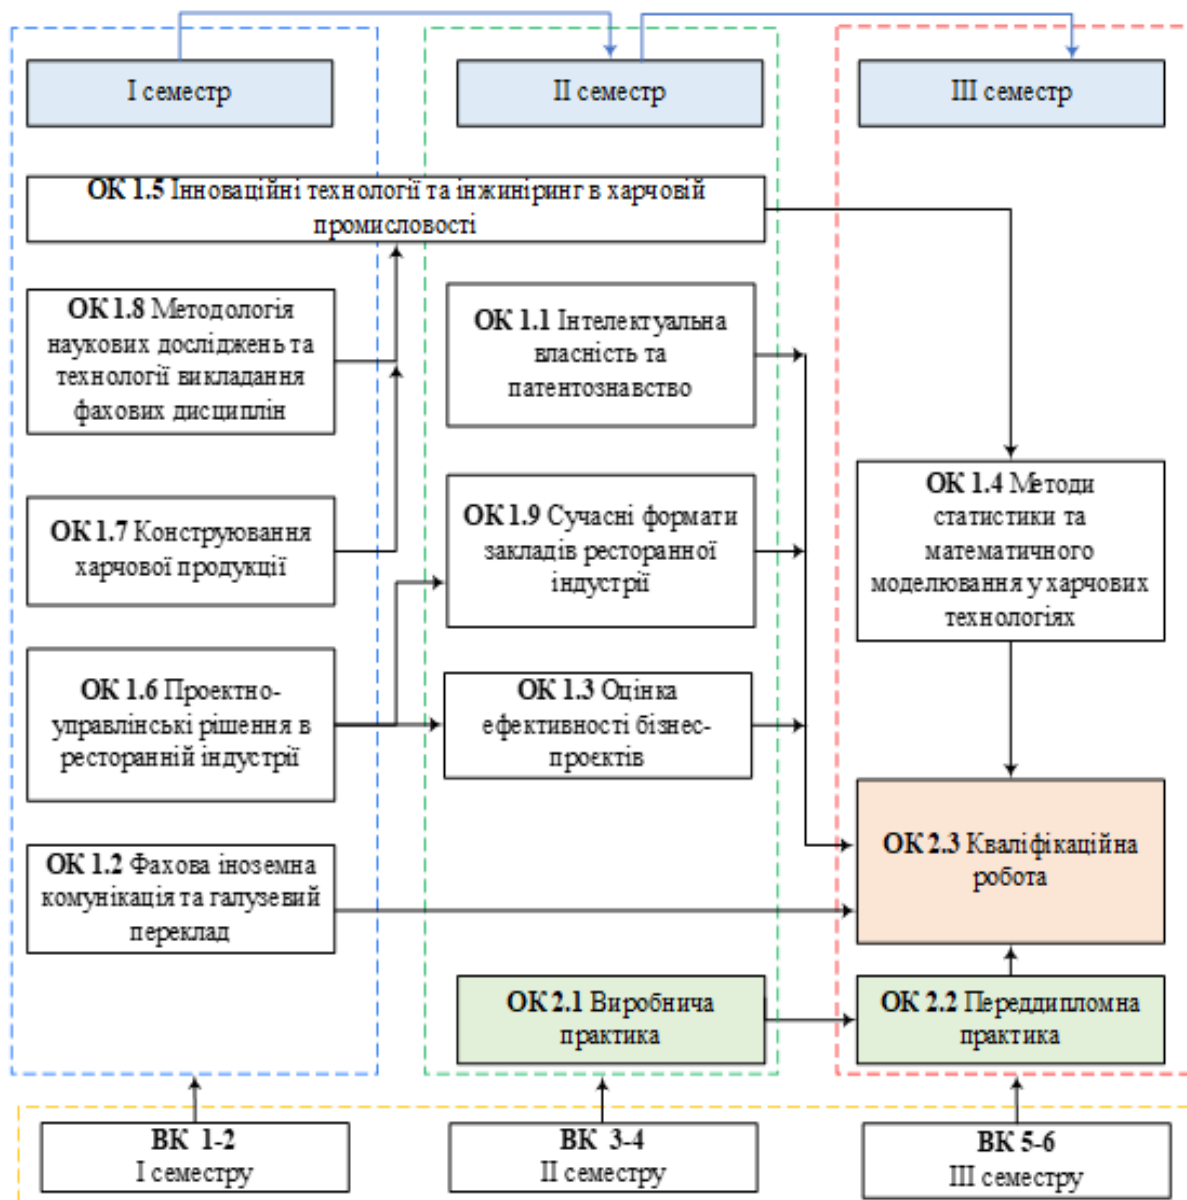 І семестр
ІІ семестр
ІІІ семестр
ОК 1.5 Інноваційні технології та інжиніринг в харчовій
промисловості
ОК 1.8 Методологія
наукових досліджень та
технології викладання
фахових дисциплін
ОК 1.7 Конструювання
харчової продукції
ОК 1.6 Проектно-
управлінські рішення в
ресторанній індустрії
ОК 1.2 Фахова іноземна
комунікація та галузевий
переклад
ОК 1.1 Інтелектуальна
власність та
патентознавство
ОК 1.9 Сучасні формати
закладів ресторанної
індустрії
ОК 1.3 Оцінка
ефективності бізнес-
проєктів
ОК 2.1 Виробнича
практика
ОК 1.4 Методи
статистики та
математичного
моделювання у харчових
технологіях
ОК 2.3 Кваліфікаційна
робота
ОК 2.2 Переддипломна
практика
ВК 1-2
І семестру
ВК 3-4
ІІ семестру
ВК 5-6
ІІІ семестру